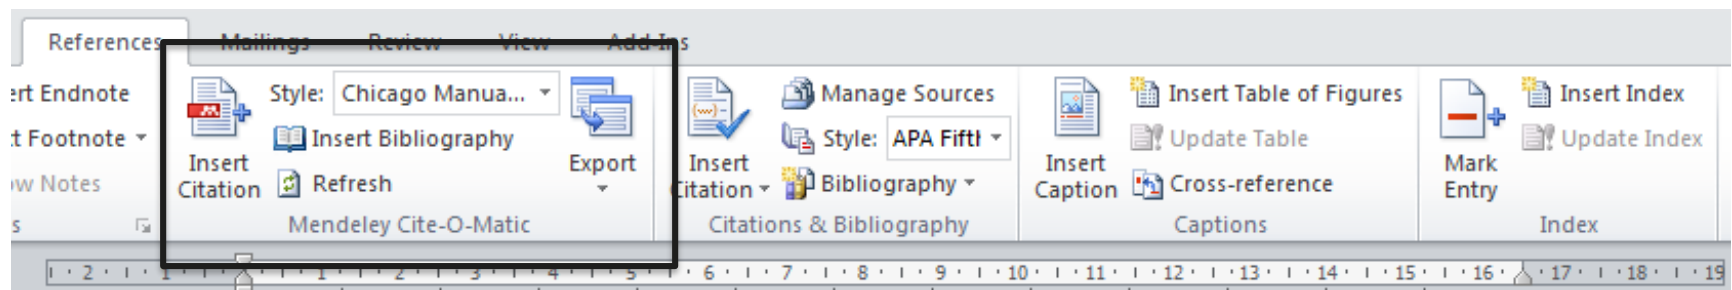 References Mailings Review View Add-Ins
ert Endnote
t Footnote
ow Notes
s
Insert
Citation
Style: Chicago Manua...
Insert Bibliography
Refresh
Export
Mendeley Cite-O-Matic
Insert
Citation
Manage Sources
Style: APA Fift
Bibliography
Citations & Bibliography
Insert
Caption
Insert Table of Figures
Update Table
Cross-reference
Captions
Mark
Entry
Insert Index
Update Index
Index
2 1 1 2 3 4 5 6 7 8 9 10 11 12 13 14 15 16 17 18 19